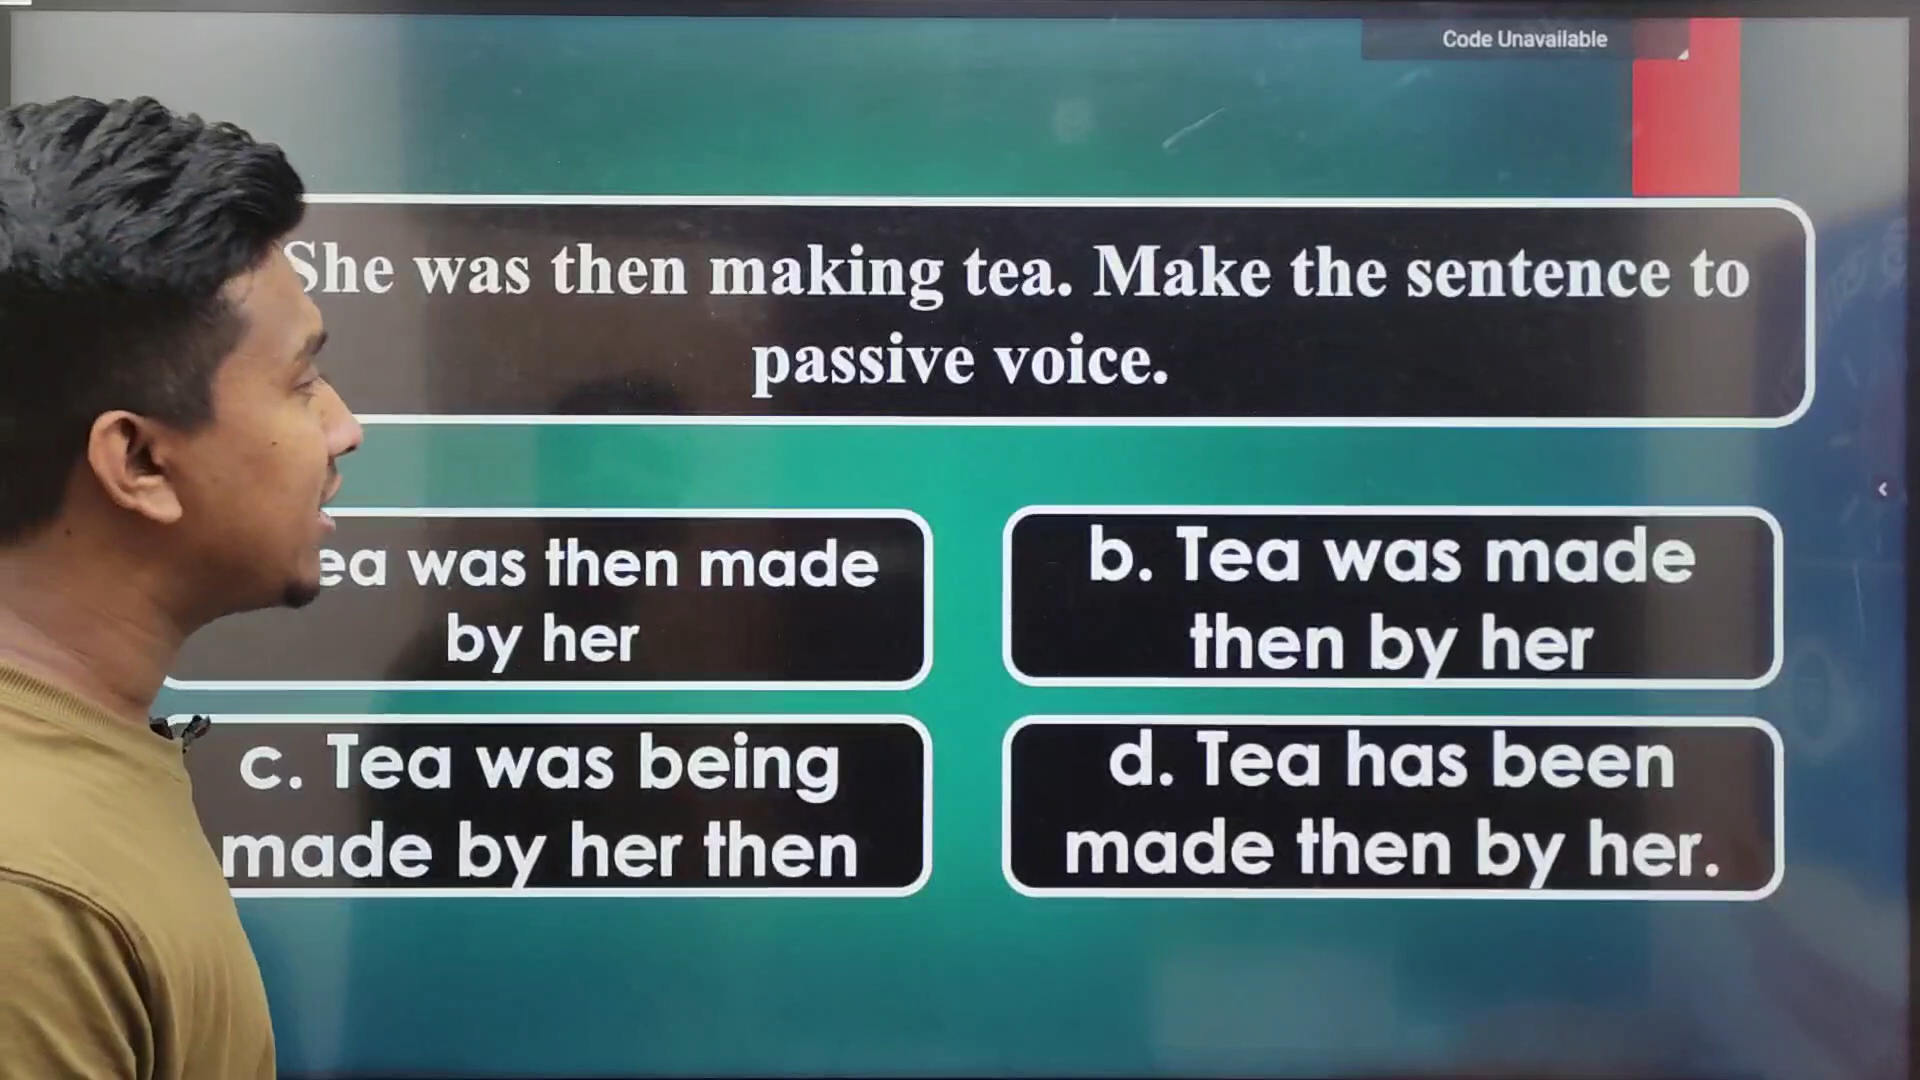 Code Unavailable
She was then making tea. Make the sentence to
passive voice.
was then made
by her
b. Tea was made
then by her
c. Tea was being
made by her then
d. Tea has been
made then by her.